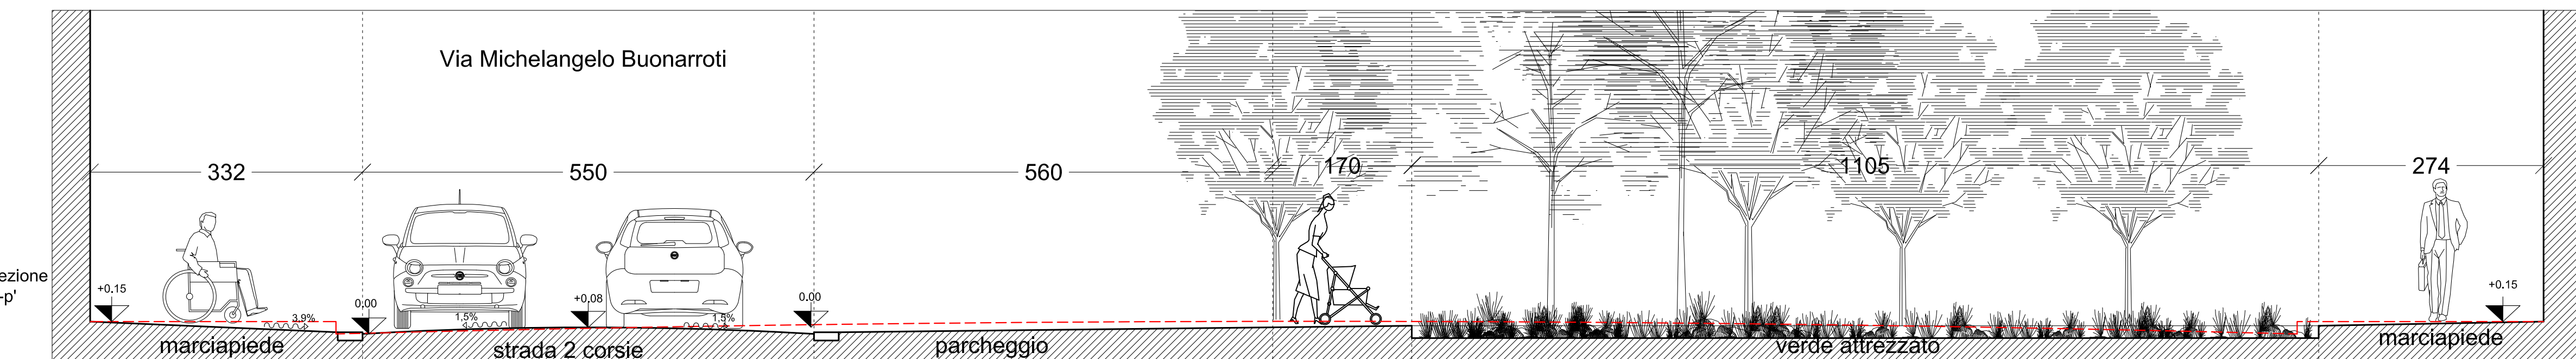 Via Michelangelo Buonarroti
332
550
560
170
1105
274
ezione
-p'
+0.15
3,9%
0.00
1,5%
+0,08
1,5%
0.00
+0.15
marciapiede
strada 2 corsie
parcheggio
verde attrezzato
marciapiede